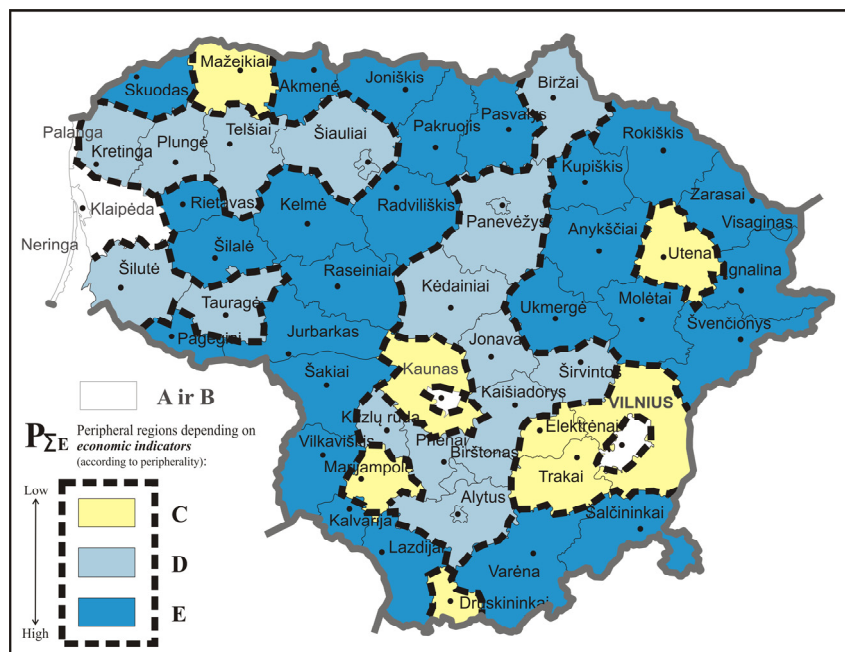 Mažeikiai
Skuodas
Akmenė
Joniškis
Biržai
Palanga
Kretinga
Plungė
Telšiai
Šiauliai
Pakruojis
Pasvalys
Rokiškis
Kupiškis
Zarasai
Klaipėda
Rietavas
Kelmė
Radviliškis
Panevėžys
Anykščiai
Visaginas
Utena
Neringa
Šilalė
Ignalina
Šilutė
Tauragė
Raseiniai
Kėdainiai
Ukmergė
Molėtai
Švenčionys
Pagėgiai
Jurbarkas
Jonava
Širvintos
Šakiai
Kaunas
Kaišiadorys
VILNIUS
A ir B
Kazlų rūda
Elektrėnai
PΣE
Peripheral regions depending on
economic indicators
(according to peripherality):
Vilkaviškis
Prienai
Birštonas
Trakai
Marijampolė
Low
C
Kalvarija
Alytus
Šalčininkai
Lazdijai
D
Varėna
Druskininkai
E
High